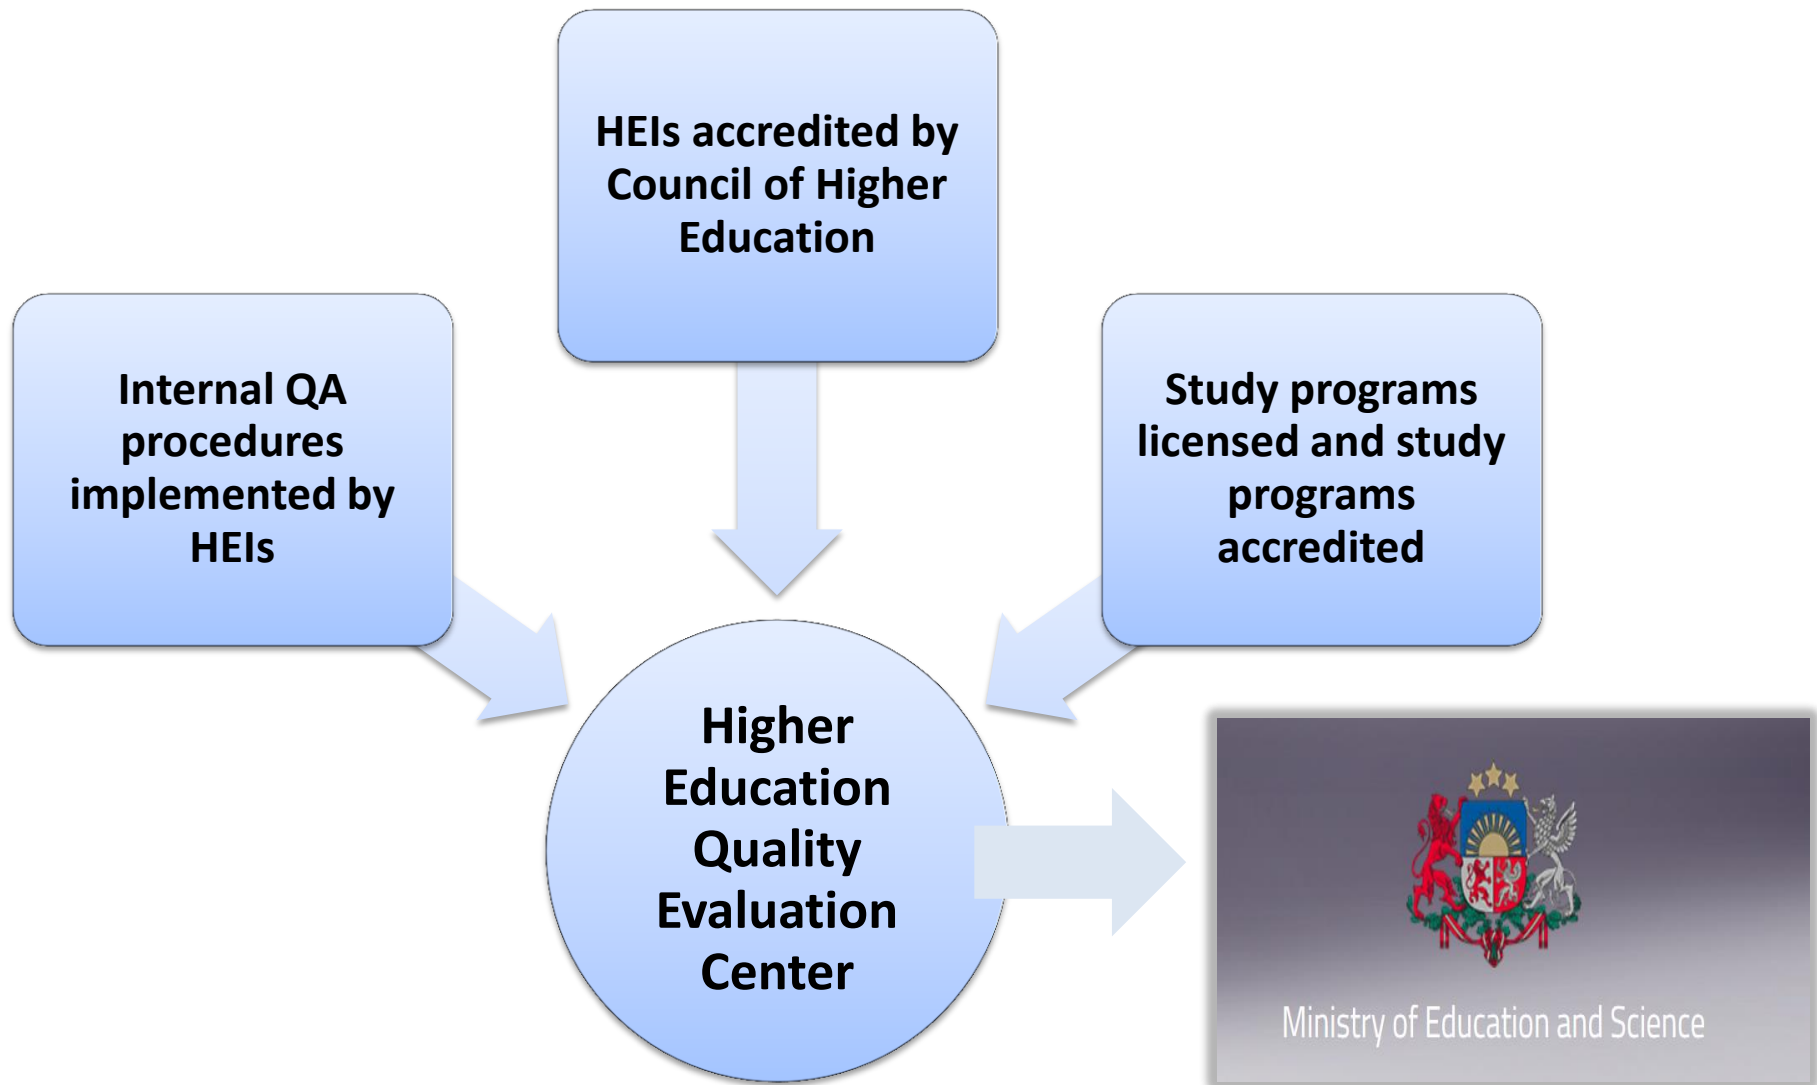 HEIs accredited by
Council of Higher
Education
Internal QA
procedures
implemented by
HEIs
Study programs
licensed and study
programs
accredited
Higher
Education
Quality
Evaluation
Center
Ministry of Education and Science